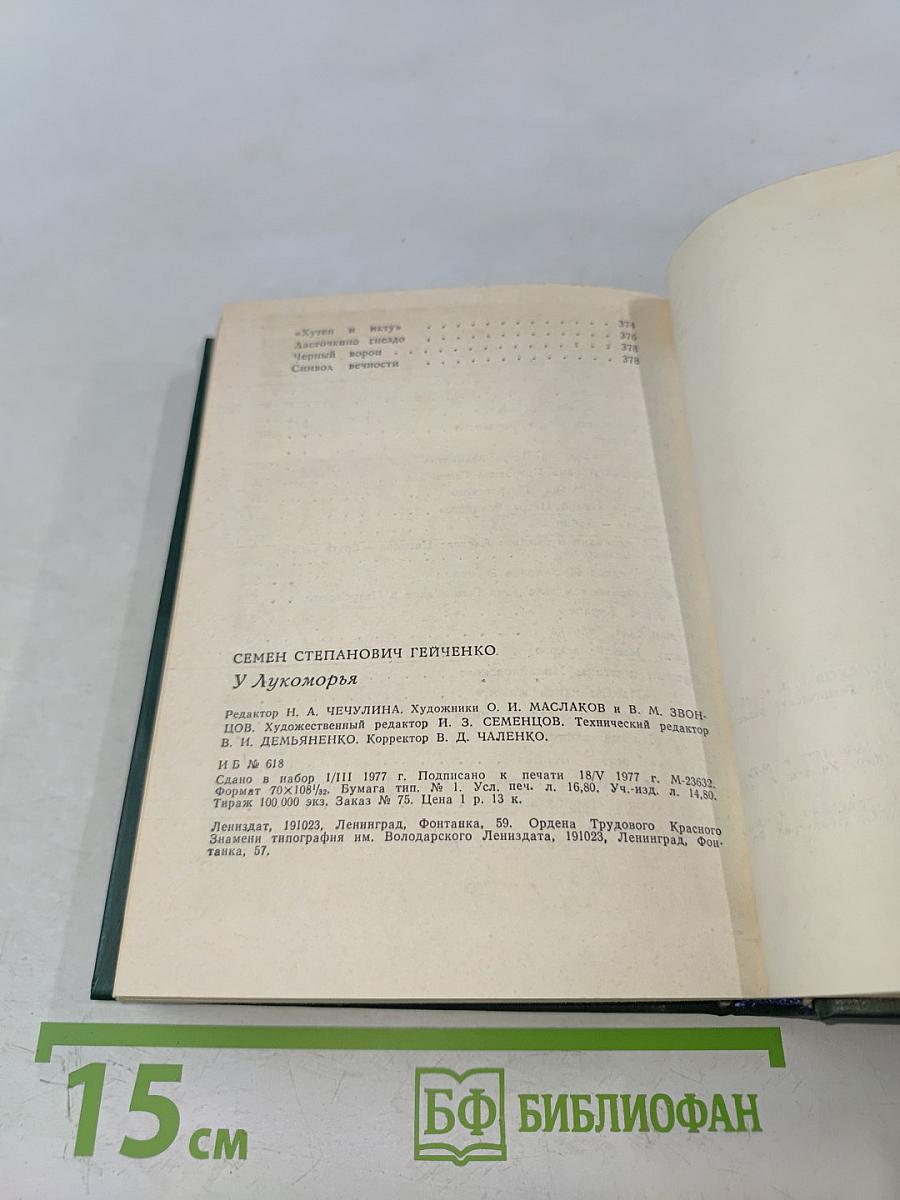 «Хутен и икту» . . . . . . . . . . . . . 374
Ласточкино гнездо . . . . . . . . . . . . . 376
Черный ворон . . . . . . . . . . . . . . 378
Символ вечности . . . . . . . . . . . . . 378
СЕМЕН СТЕПАНОВИЧ ГЕЙЧЕНКО
У Лукоморья
Редактор Н. А. ЧЕЧУЛИНА. Художники О. И. МАСЛАКОВ и В. М. ЗВОН-
ЦОВ. Художественный редактор И. З. СЕМЕНЦОВ. Технический редактор
В. И. ДЕМЬЯНЕНКО. Корректор В. Д. ЧАЛЕНКО.
ИБ № 618
Сдано в набор 1/III 1977 г. Подписано к печати 18/V 1977 г. М-23632.
Формат 70×108¹/₃₂. Бумага тип. № 1. Усл. печ. л. 16,80. Уч.-изд. л. 14,80.
Тираж 100 000 экз. Заказ № 75. Цена 1 р. 13 к.
Лениздат, 191023, Ленинград, Фонтанка, 59. Ордена Трудового Красного
Знамени типография им. Володарского Лениздата, 191023, Ленинград, Фон-
танка, 57.
15 см
БФ БИБЛИОФАН